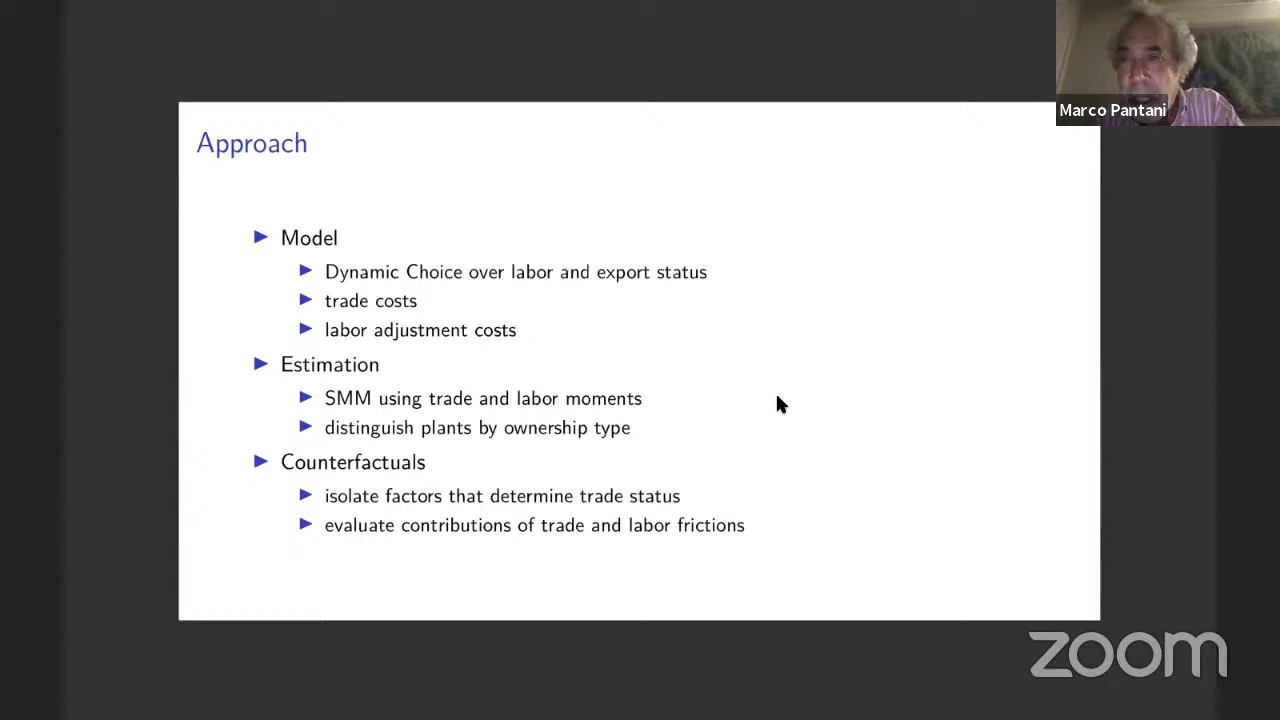 Marco Pantani
Approach
Model
Dynamic Choice over labor and export status
trade costs
labor adjustment costs
Estimation
SMM using trade and labor moments
distinguish plants by ownership type
Counterfactuals
isolate factors that determine trade status
evaluate contributions of trade and labor frictions
zoom